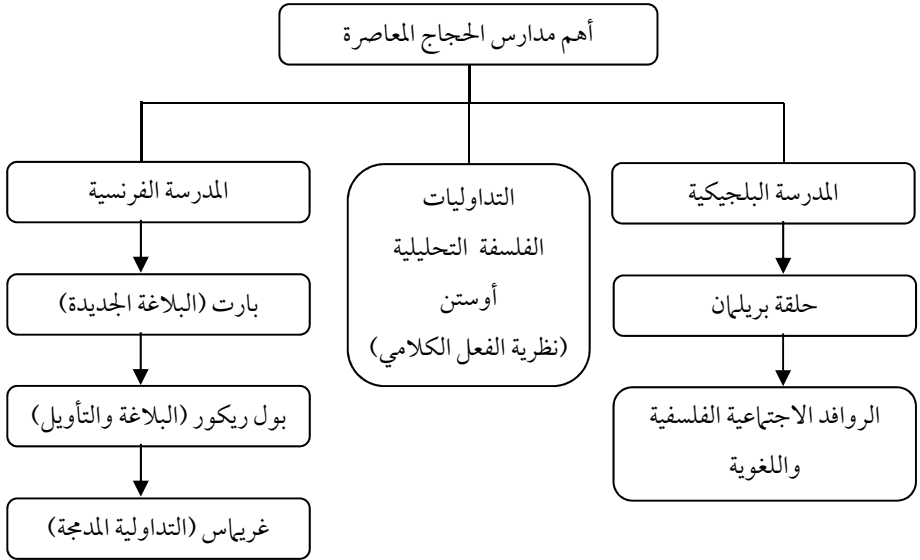 أهم مدارس الحجاج المعاصرة
المدرسة البلجيكية
حلقة بريلمان
الروافد الاجتماعية الفلسفية
واللغوية
التداوليات
الفلسفة التحليلية
أوستن
(نظرية الفعل الكلامي)
المدرسة الفرنسية
بارت (البلاغة الجديدة)
بول ريكور (البلاغة والتأويل)
غريماس (التداولية المدمجة)